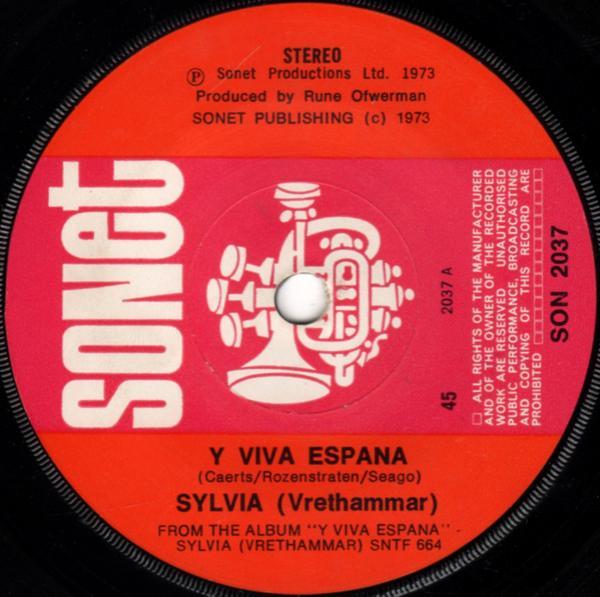 STEREO
Ⓟ Sonet Productions Ltd. 1973
Produced by Rune Ofwerman
SONET PUBLISHING (c) 1973
sonet
2037 A
45
□ ALL RIGHTS OF THE MANUFACTURER
AND OF THE OWNER OF THE RECORDED
WORK ARE RESERVED UNAUTHORISED
PUBLIC PERFORMANCE, BROADCASTING
AND COPYING OF THIS RECORD ARE
PROHIBITED □□□□□□□□□□□□□□□□
SON 2037
Y VIVA ESPANA
(Caerts/Rozenstraten/Seago)
SYLVIA (Vrethammar)
FROM THE ALBUM "Y VIVA ESPANA" -
SYLVIA (VRETHAMMAR) SNTF 664